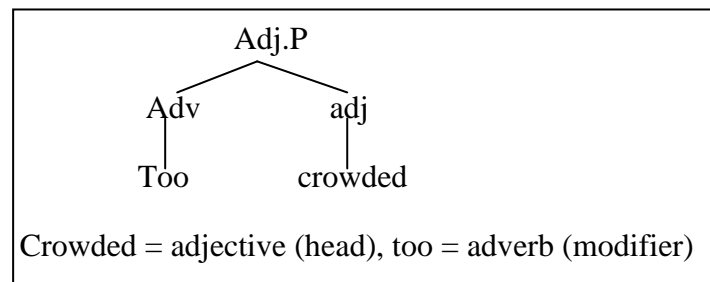 Adj.P
Adv adj
Too crowded
Crowded = adjective (head), too = adverb (modifier)